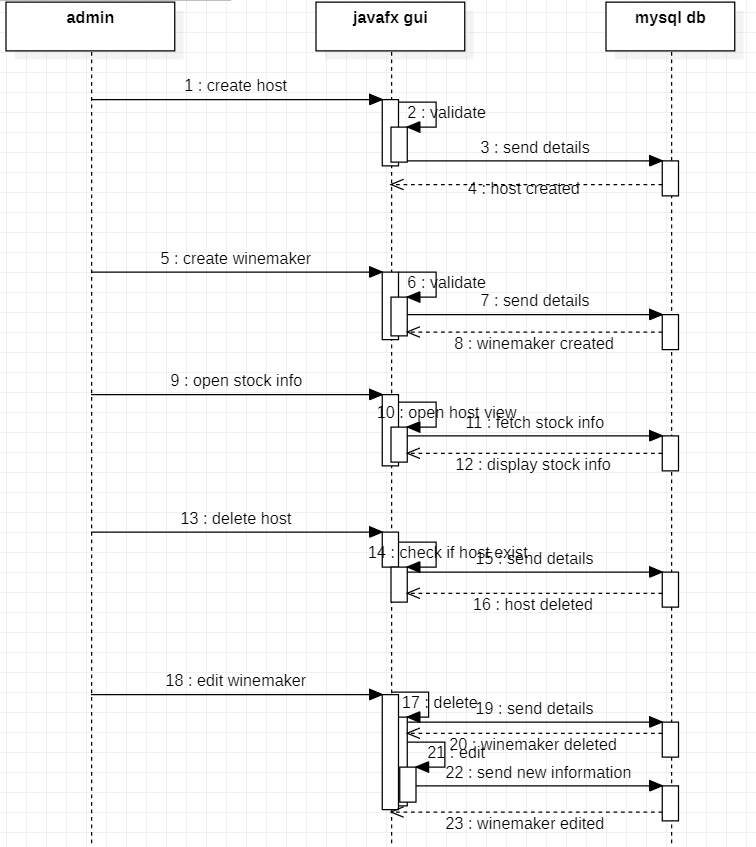 admin
javafx gui
mysql db
1 : create host
2 : validate
3 : send details
4 : host created
5 : create winemaker
6 : validate
7 : send details
8 : winemaker created
9 : open stock info
10 : open host view
11 : fetch stock info
12 : display stock info
13 : delete host
14 : check if host exist
15 : send details
16 : host deleted
18 : edit winemaker
17 : delete
19 : send details
20 : winemaker deleted
21 : edit
22 : send new information
23 : winemaker edited